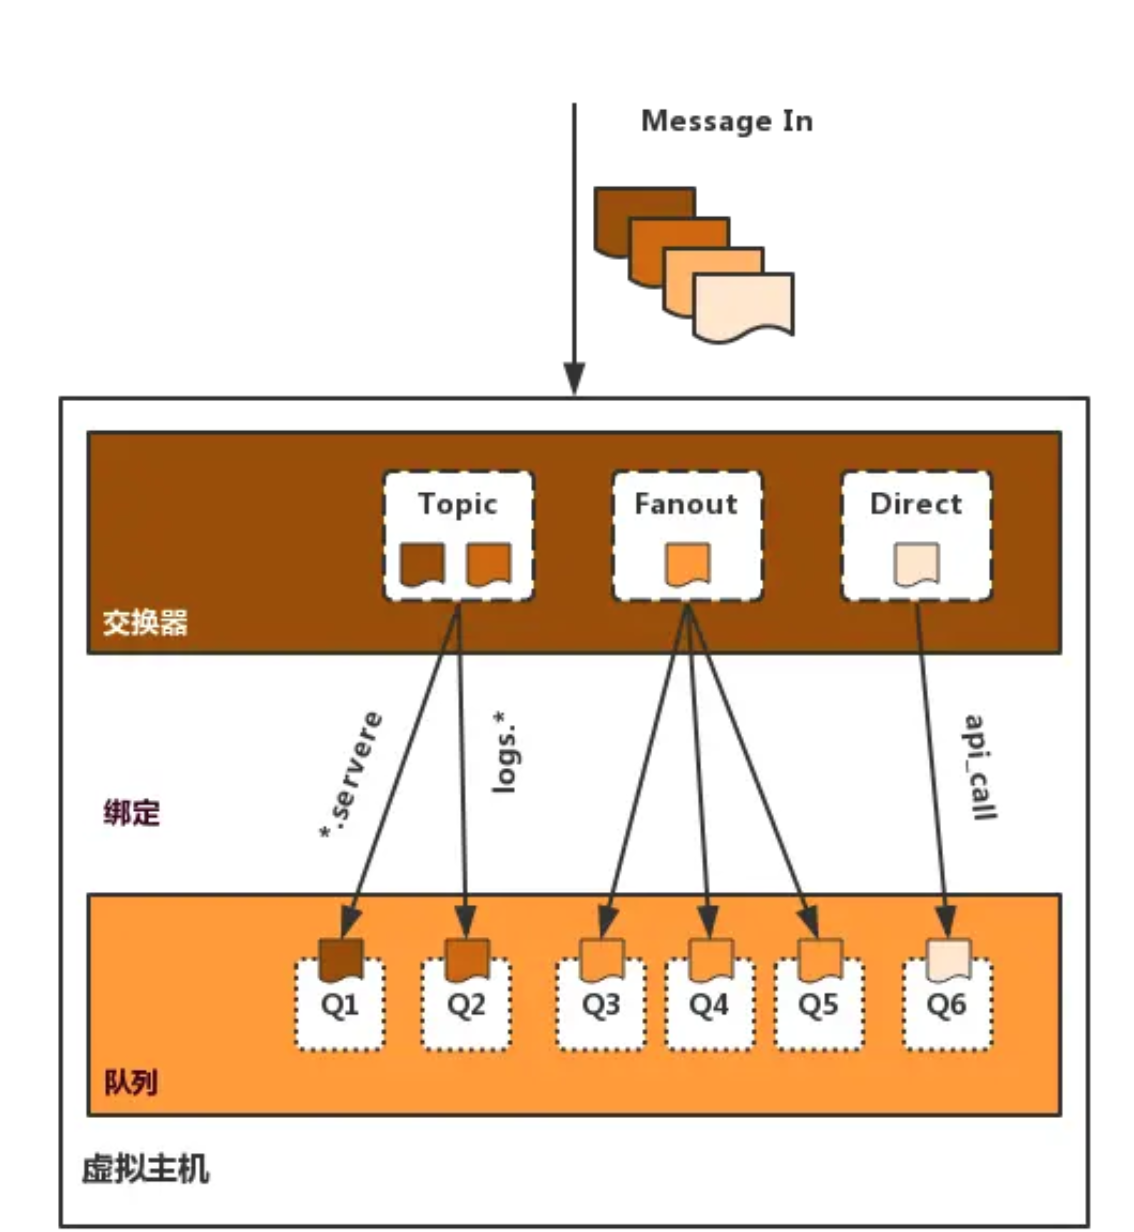 Message In
Topic
Fanout
Direct
交换器
*.servere
logs.*
api_call
绑定
Q1
Q2
Q3
Q4
Q5
Q6
队列
虚拟主机